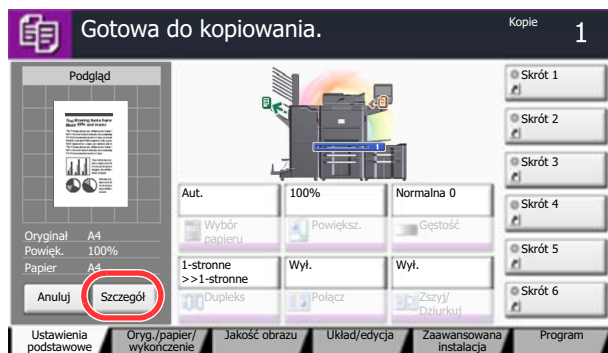 Gotowa do kopiowania.
Kopie
1
Podgląd
Oryginał A4
Powięk. 100%
Papier A4
Anuluj
Szczegół
1
Aut.
Wybór
papieru
100%
Powiększ.
Normalna 0
Gęstość
1-stronne
>>1-stronne
Dupleks
Wył.
Połącz
Wył.
Zszyj/
Dziurkuj
Skrót 1
Skrót 2
Skrót 3
Skrót 4
Skrót 5
Skrót 6
Ustawienia
podstawowe
Oryg./papier/
wykończenie
Jakość obrazu
Układ/edycja
Zaawansowana
instalacja
Program